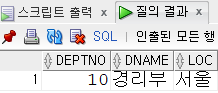 스크립트 출력 × 질의 결과 ×
SQL | 인출된 모든 행
DEPTNO DNAME LOC
1 10 경리부 서울